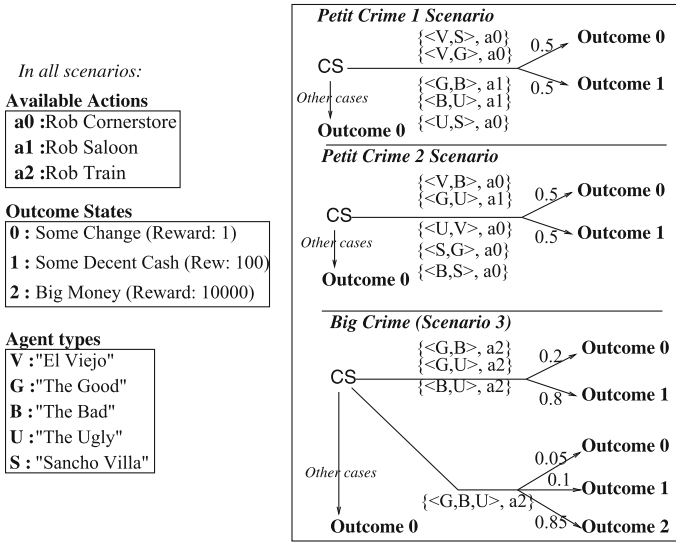 In all scenarios:
Available Actions
a0 :Rob Cornerstore
a1 :Rob Saloon
a2 :Rob Train
Outcome States
0 : Some Change (Reward: 1)
1 : Some Decent Cash (Rew: 100)
2 : Big Money (Reward: 10000)
Agent types
V :"El Viejo"
G :"The Good"
B :"The Bad"
U :"The Ugly"
S : "Sancho Villa"
Petit Crime 1 Scenario
{<V,S>, a0}
{<V,G>, a0}
CS
{<G,B>, a1}
{<B,U>, a1}
{<U,S>, a0}
0.5
Outcome 0
0.5
Outcome 1
Other cases
Outcome 0
Petit Crime 2 Scenario
{<V,B>, a0}
{<G,U>, a1}
CS
{<U,V>, a0}
{<S,G>, a0}
{<B,S>, a0}
0.5
Outcome 0
0.5
Outcome 1
Other cases
Outcome 0
Big Crime (Scenario 3)
{<G,B>, a2}
{<G,U>, a2}
CS
{<B,U>, a2}
0.2
Outcome 0
0.8
Outcome 1
Other cases
Outcome 0
{<G,B,U>, a2}
0.05
Outcome 0
0.1
Outcome 1
0.85
Outcome 2